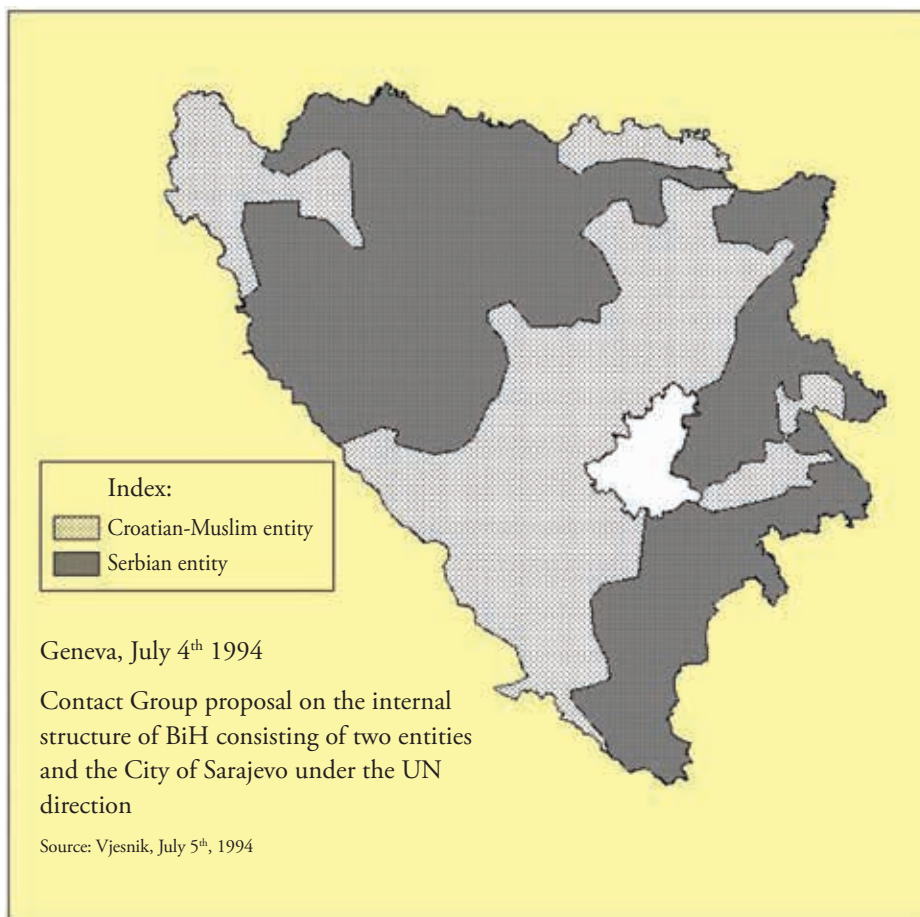 Index:
Croatian-Muslim entity
Serbian entity
Geneva, July 4th 1994
Contact Group proposal on the internal
structure of BiH consisting of two entities
and the City of Sarajevo under the UN
direction
Source: Vjesnik, July 5th, 1994